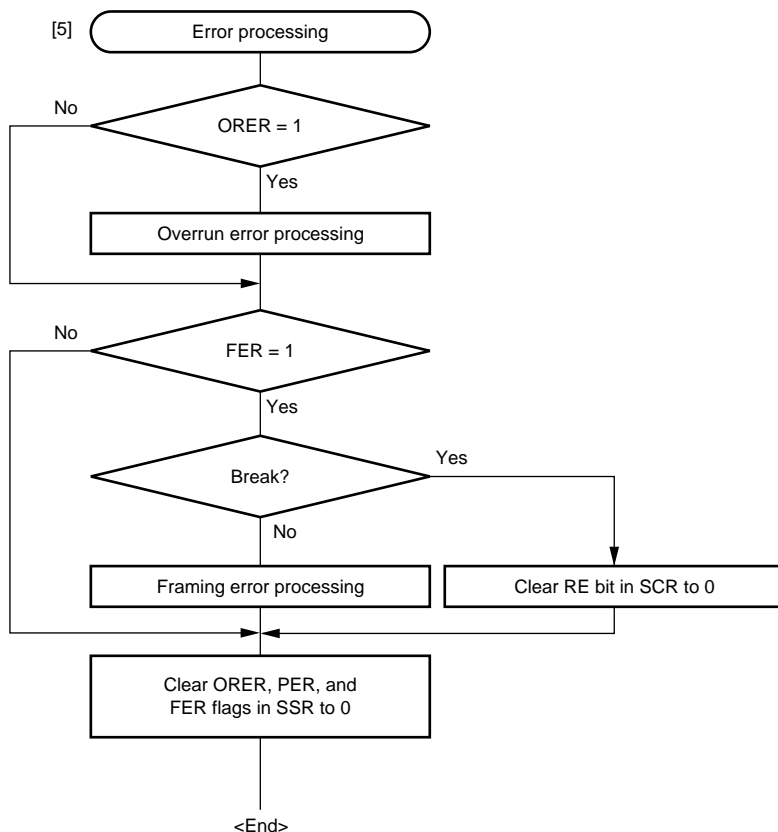 [5]
Error processing
No
ORER = 1
Yes
Overrun error processing
No
FER = 1
Yes
Break?
Yes
No
Framing error processing
Clear RE bit in SCR to 0
Clear ORER, PER, and
FER flags in SSR to 0
<End>